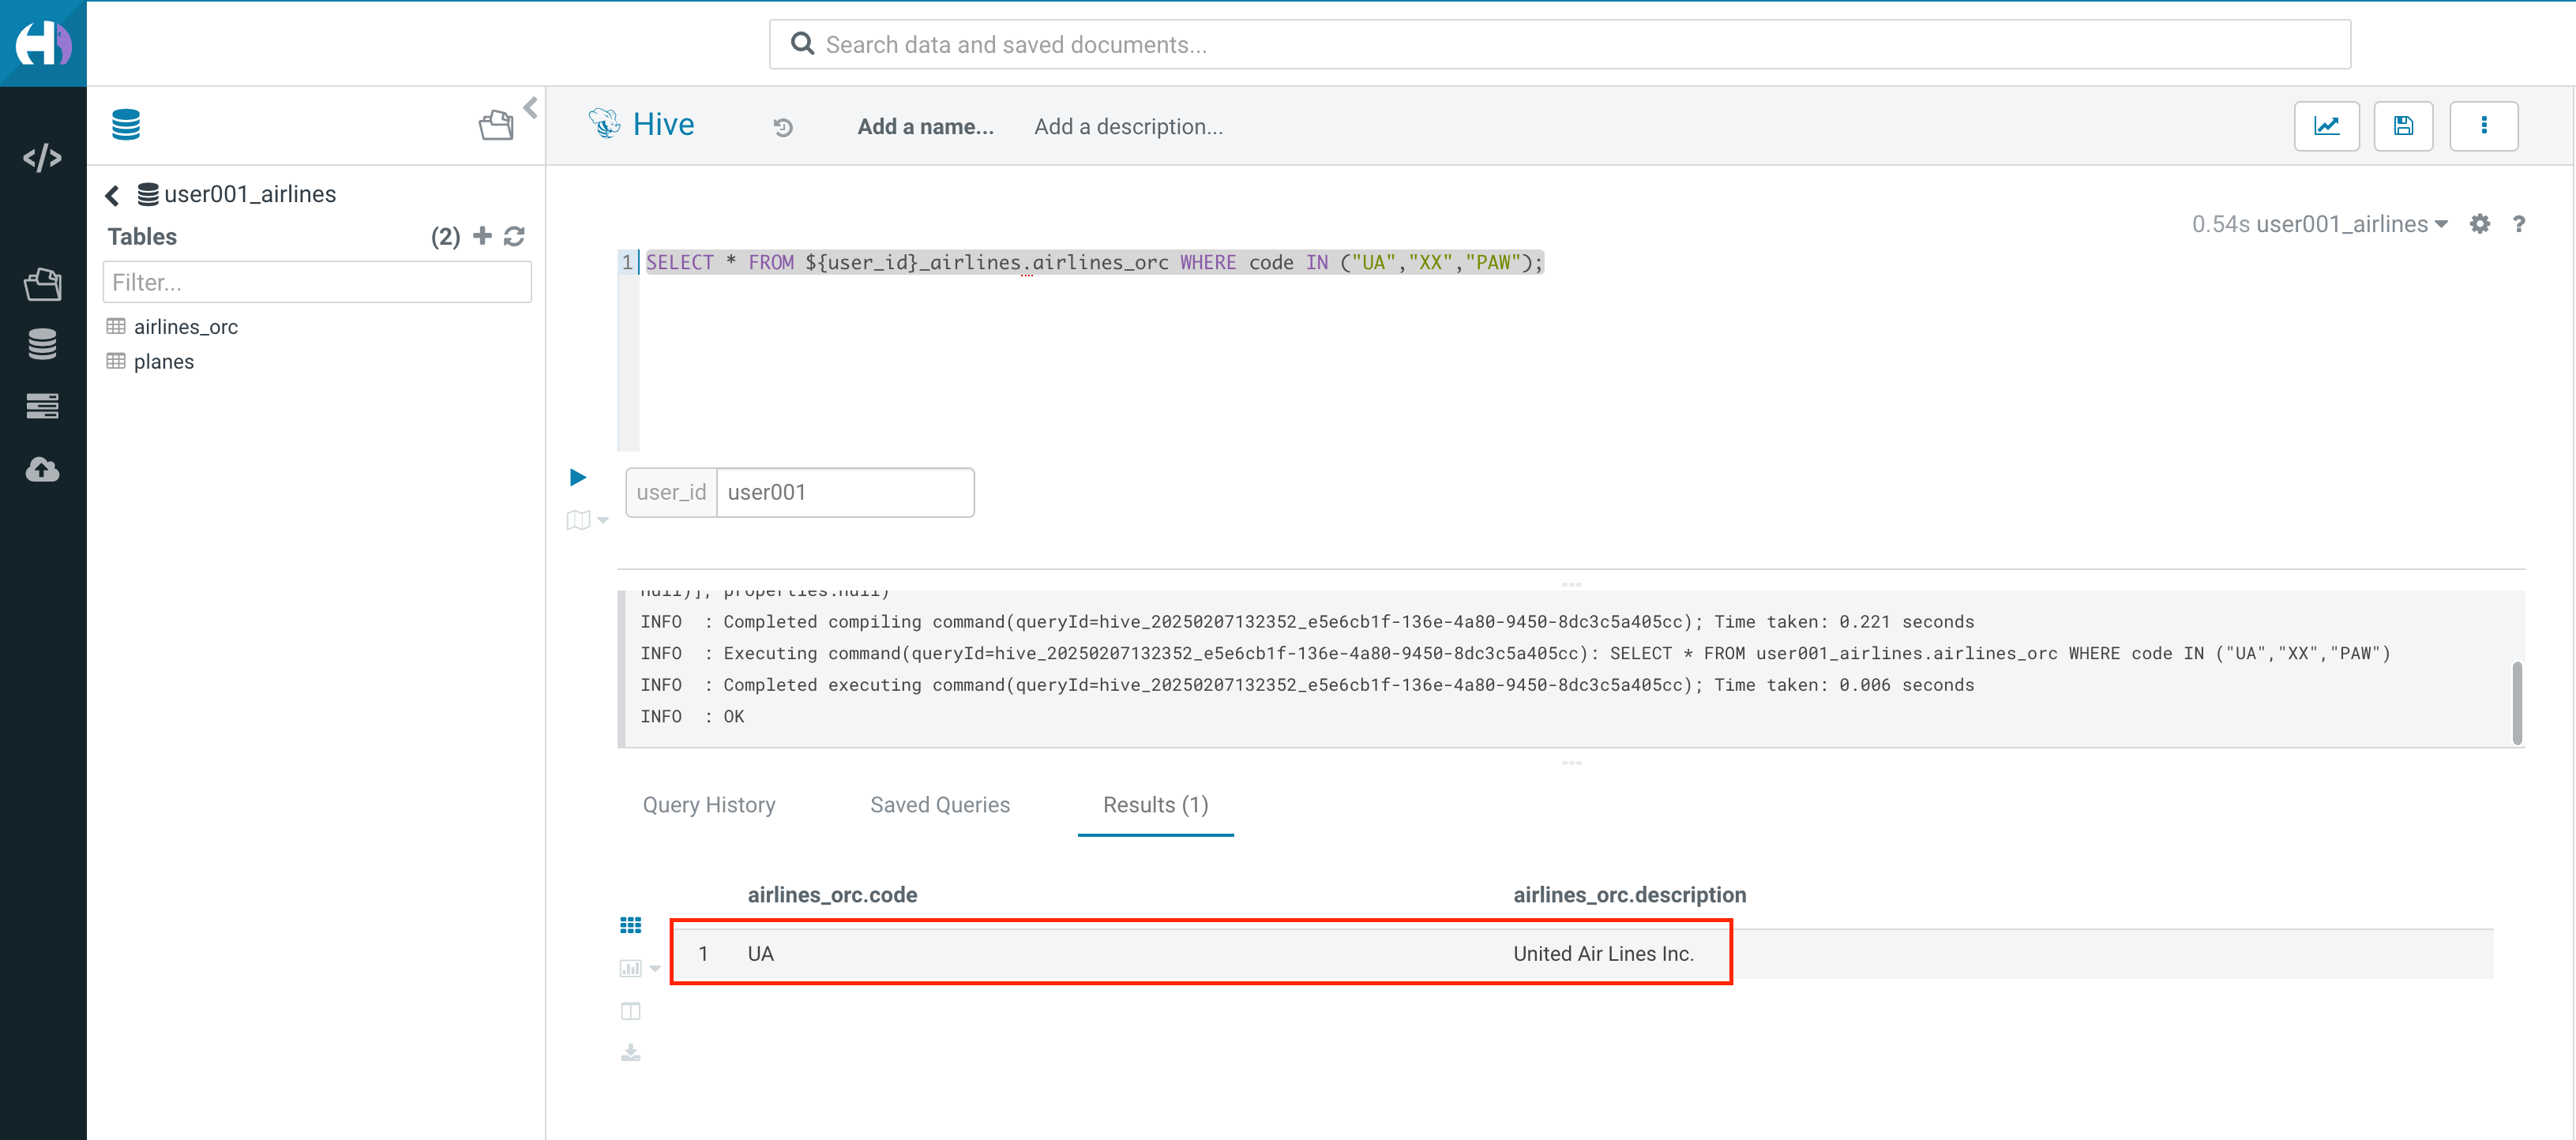 Search data and saved documents...
Hive
Add a name...
Add a description...
user001_airlines
Tables
(2)
Filter...
airlines_orc
planes
0.54s user001_airlines
?
1
SELECT * FROM ${user_id}_airlines.airlines_orc WHERE code IN ("UA","XX","PAW");
user_id
user001
null)], properties:null)
INFO : Completed compiling command(queryId=hive_20250207132352_e5e6cb1f-136e-4a80-9450-8dc3c5a405cc); Time taken: 0.221 seconds
INFO : Executing command(queryId=hive_20250207132352_e5e6cb1f-136e-4a80-9450-8dc3c5a405cc): SELECT * FROM user001_airlines.airlines_orc WHERE code IN ("UA","XX","PAW")
INFO : Completed executing command(queryId=hive_20250207132352_e5e6cb1f-136e-4a80-9450-8dc3c5a405cc); Time taken: 0.006 seconds
INFO : OK
Query History
Saved Queries
Results (1)
airlines_orc.code
airlines_orc.description
1
UA
United Air Lines Inc.